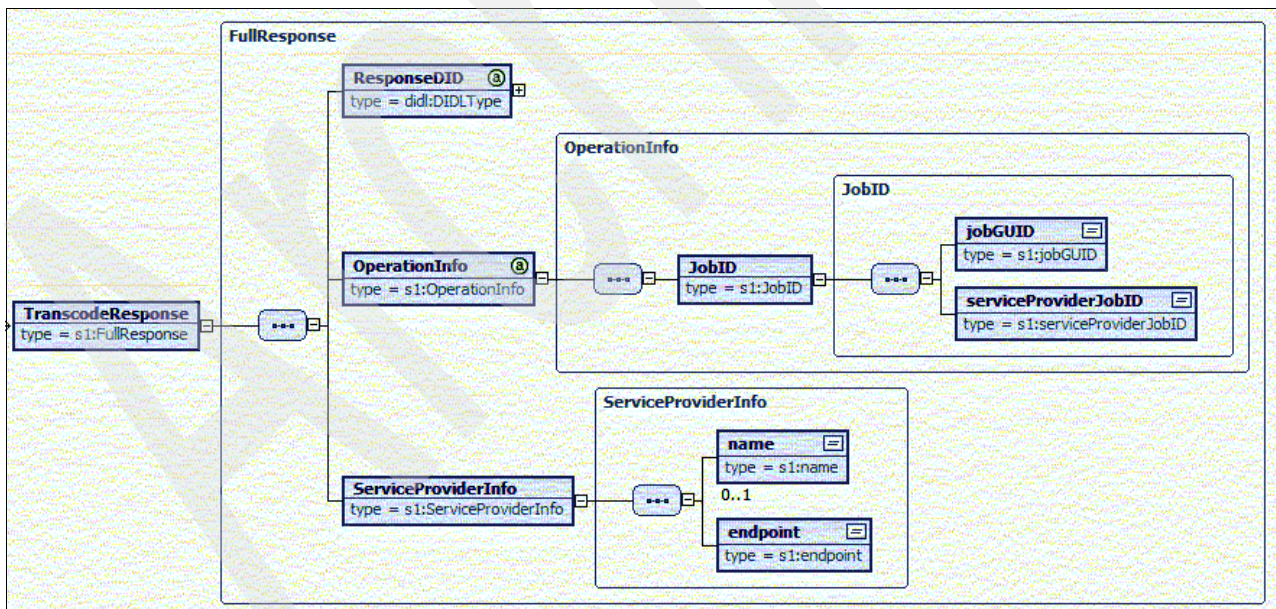 FullResponse
ResponseDID a
type = didl:DIDLType
OperationInfo
JobID
jobGUID
type = s1:jobGUID
OperationInfo a
type = s1:OperationInfo
JobID
type = s1:JobID
serviceProviderJobID
type = s1:serviceProviderJobID
TranscodeResponse
type = s1:FullResponse
ServiceProviderInfo
name
type = s1:name
0..1
ServiceProviderInfo
type = s1:ServiceProviderInfo
endpoint
type = s1:endpoint